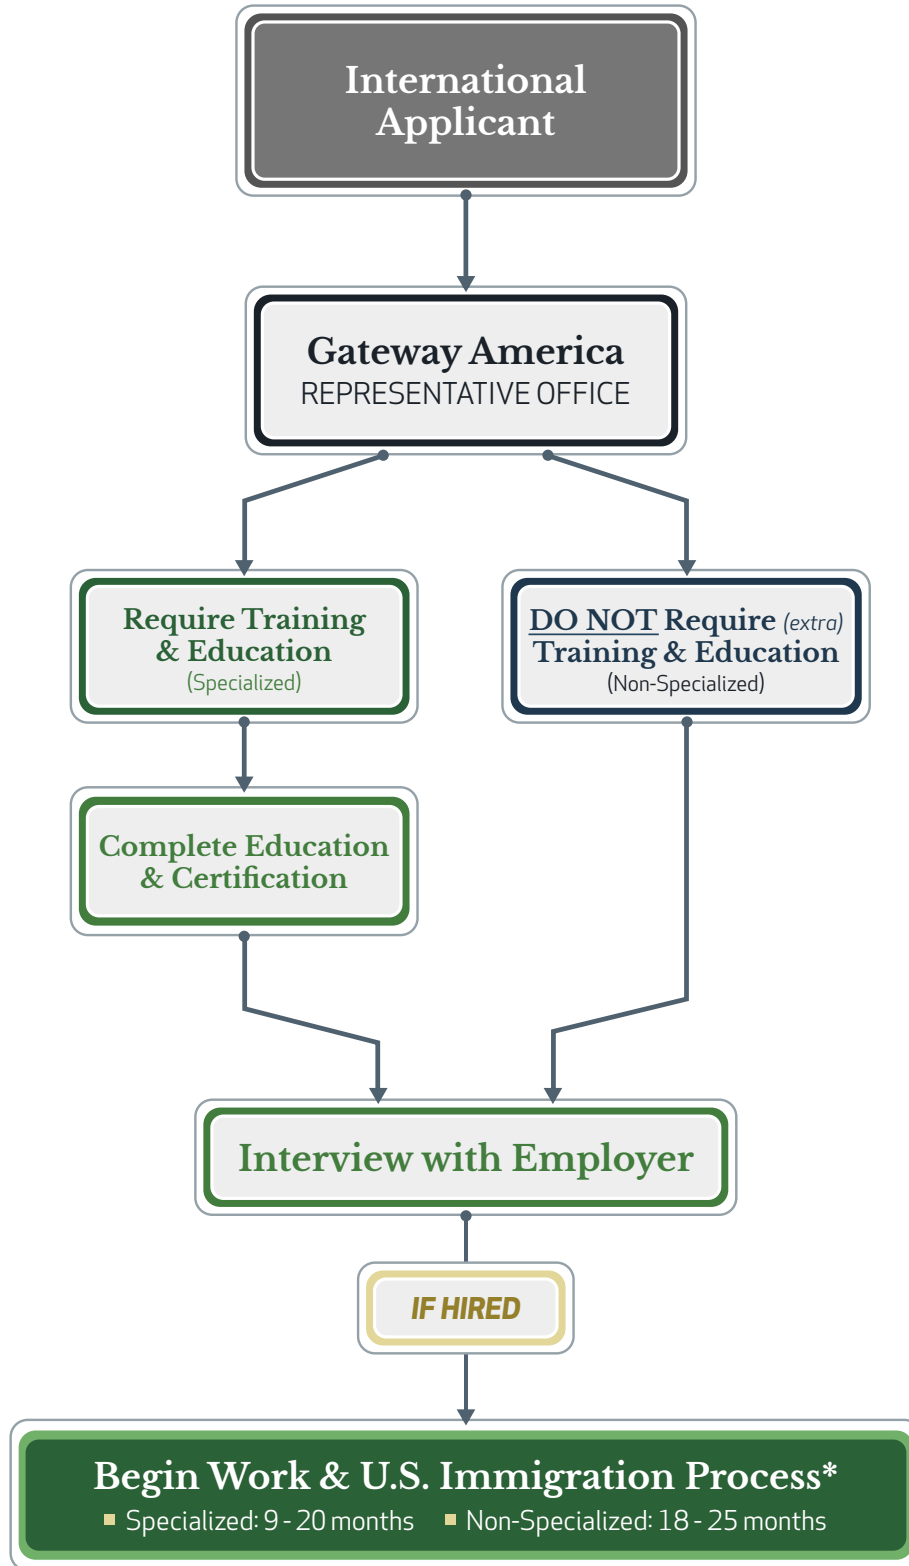 International
Applicant
Gateway America
REPRESENTATIVE OFFICE
Require Training
& Education
(Specialized)
DO NOT Require (extra)
Training & Education
(Non-Specialized)
Complete Education
& Certification
Interview with Employer
IF HIRED
Begin Work & U.S. Immigration Process*
Specialized: 9 - 20 months
Non-Specialized: 18 - 25 months